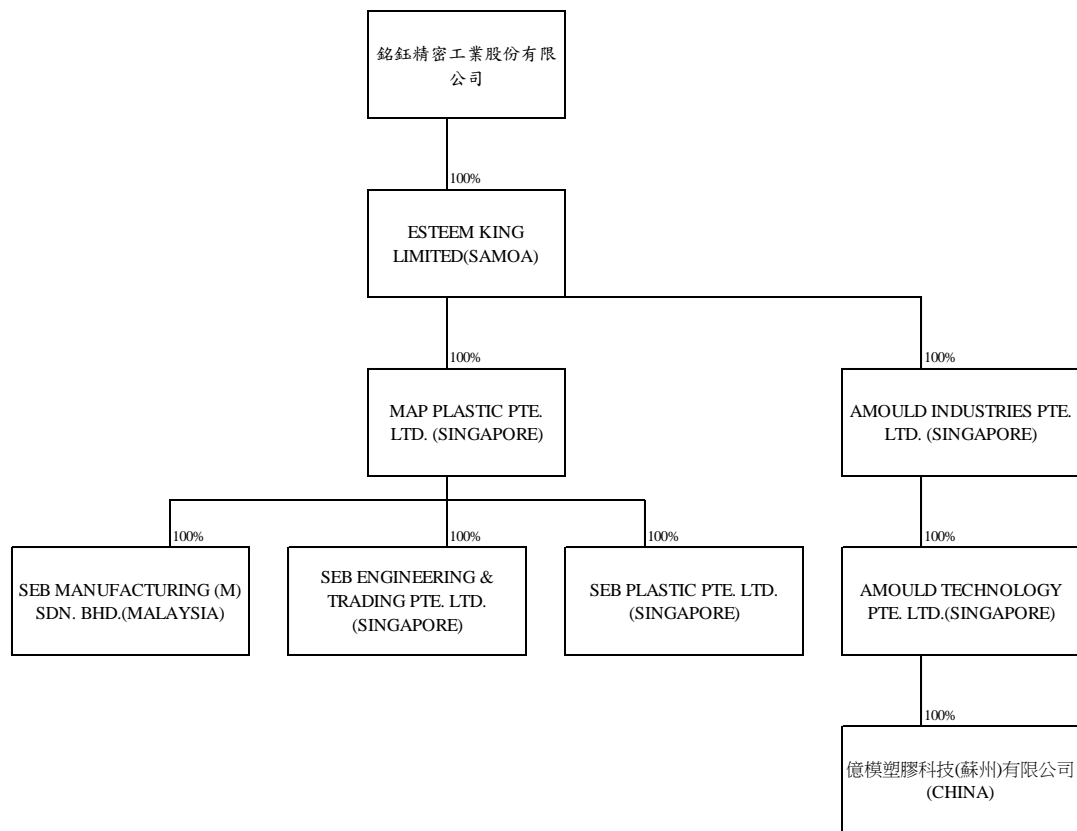 銘鈺精密工業股份有限
公司
100%
ESTEEM KING
LIMITED(SAMOA)
100%
100%
MAP PLASTIC PTE.
LTD. (SINGAPORE)
AMOULD INDUSTRIES PTE.
LTD. (SINGAPORE)
100%
100%
100%
100%
SEB MANUFACTURING (M)
SDN. BHD.(MALAYSIA)
SEB ENGINEERING &
TRADING PTE. LTD.
(SINGAPORE)
SEB PLASTIC PTE. LTD.
(SINGAPORE)
AMOULD TECHNOLOGY
PTE. LTD.(SINGAPORE)
100%
億模塑膠科技(蘇州)有限公司
(CHINA)